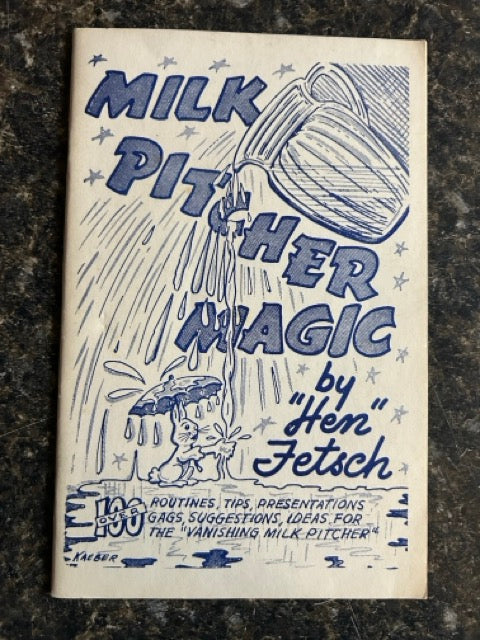 MILK
PITCHER
MAGIC
by
"Hen"
Fetsch
OVER
100
ROUTINES, TIPS, PRESENTATIONS
GAGS, SUGGESTIONS, IDEAS FOR
THE "VANISHING MILK PITCHER"
KAEBER